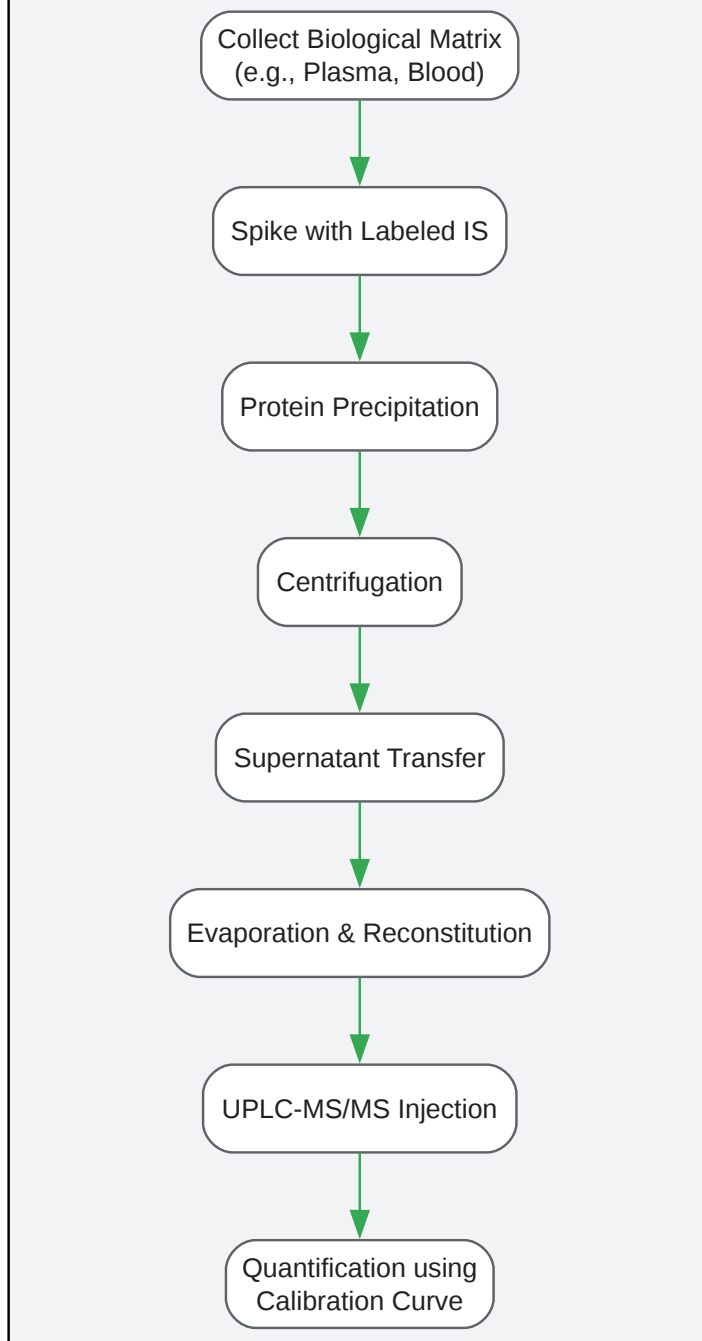 Collect Biological Matrix
(e.g., Plasma, Blood)
Spike with Labeled IS
Protein Precipitation
Centrifugation
Supernatant Transfer
Evaporation & Reconstitution
UPLC-MS/MS Injection
Quantification using
Calibration Curve